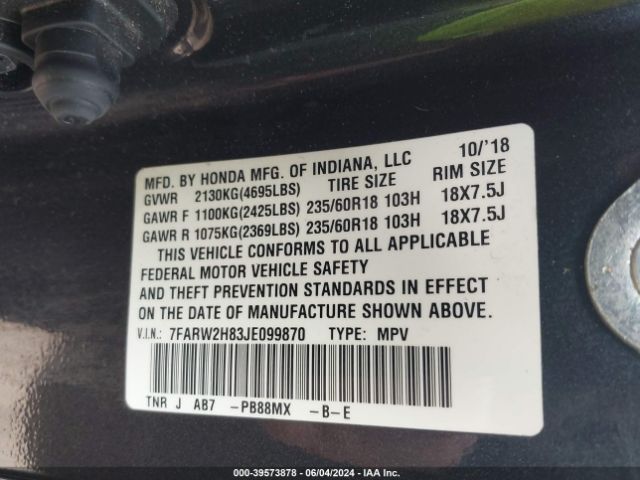 MFD. BY HONDA MFG. OF INDIANA, LLC 10/'18
GVWR 2130KG(4695LBS) TIRE SIZE RIM SIZE
GAWR F 1100KG(2425LBS) 235/60R18 103H 18X7.5J
GAWR R 1075KG(2369LBS) 235/60R18 103H 18X7.5J
THIS VEHICLE CONFORMS TO ALL APPLICABLE
FEDERAL MOTOR VEHICLE SAFETY
AND THEFT PREVENTION STANDARDS IN EFFECT
ON THE DATE OF MANUFACTURE SHOWN ABOVE.
V.I.N.: 7FARW2H83JE099870 TYPE: MPV
TNR J AB7 -PB88MX -B-E
000-39573878 | 06/04/2024 | IAA Inc.